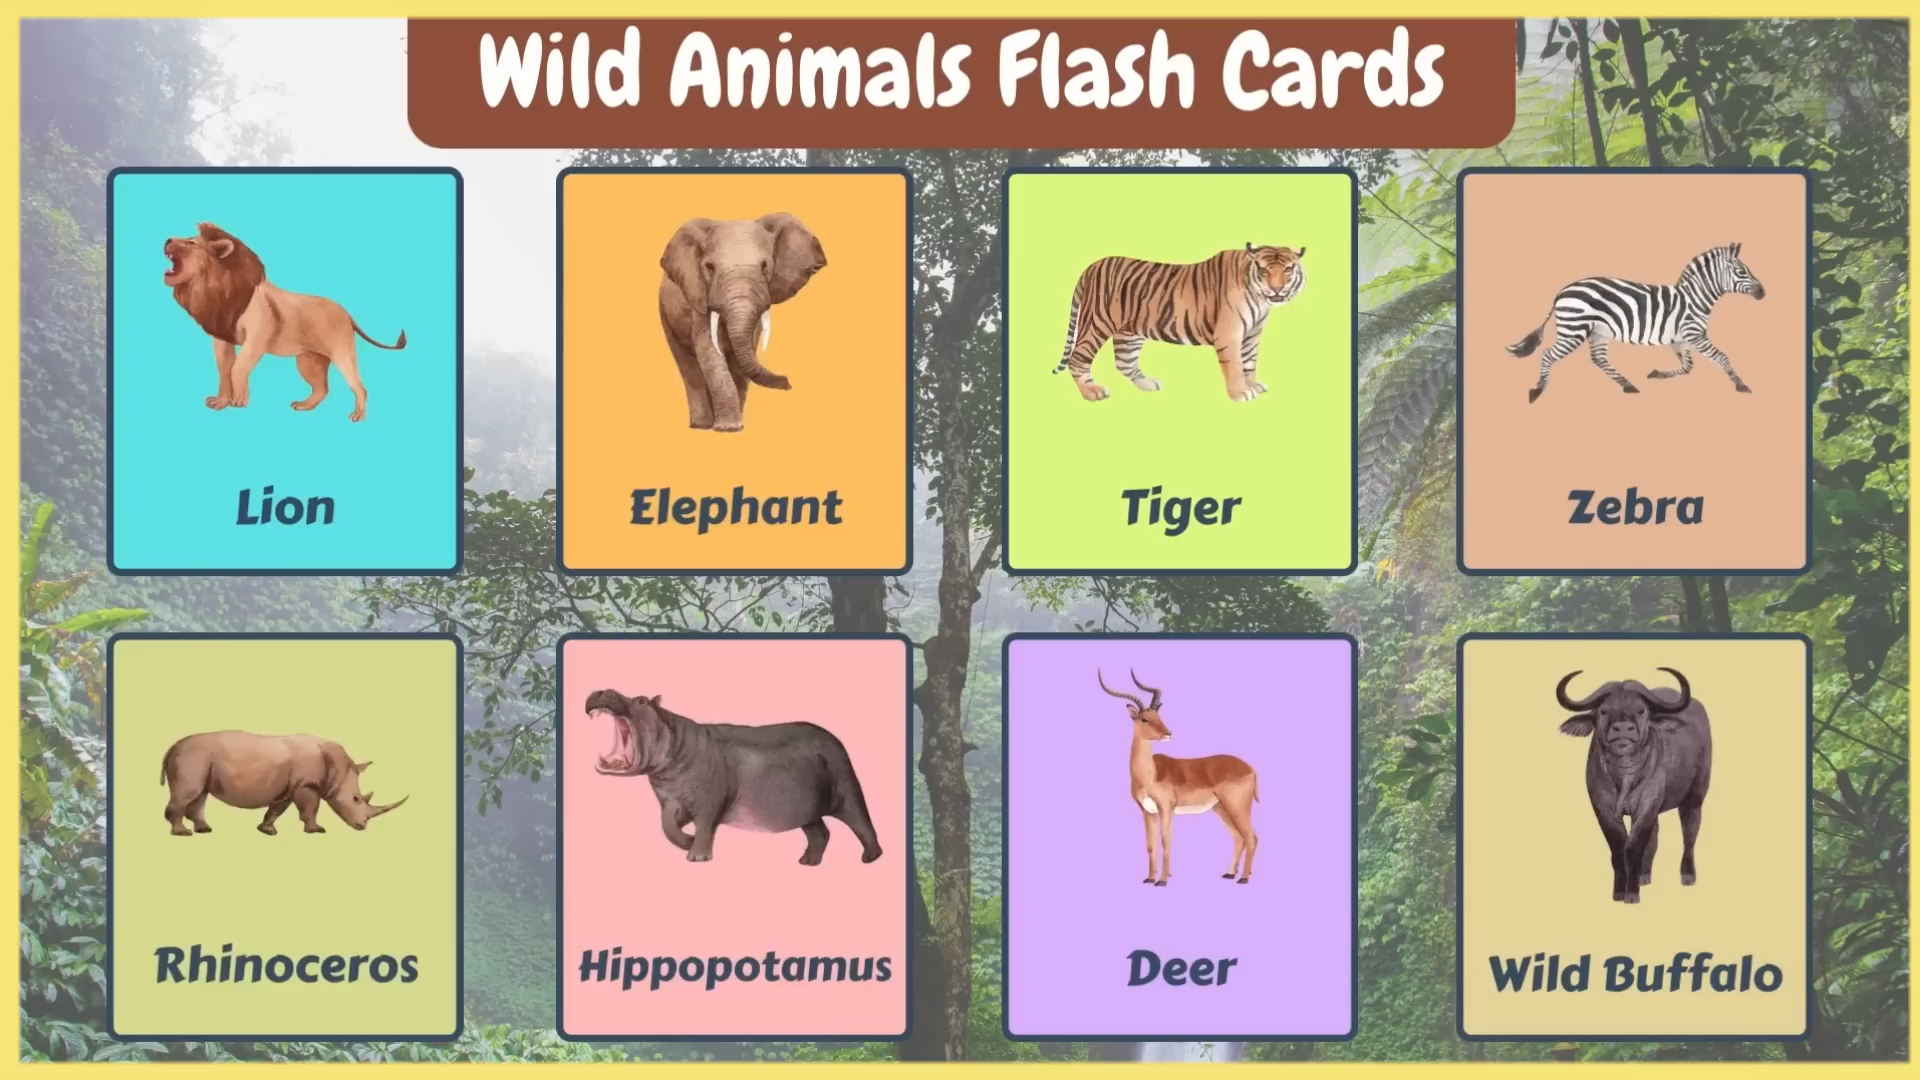 Wild Animals Flash Cards
Lion
Elephant
Tiger
Zebra
Rhinoceros
Hippopotamus
Deer
Wild Buffalo